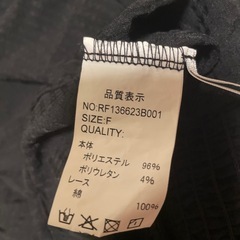 品質表示
NO:RF136623B001
SIZE:F
QUALITY:
本体
ポリエステル 96%
ポリウレタン 4%
レース
綿 100%